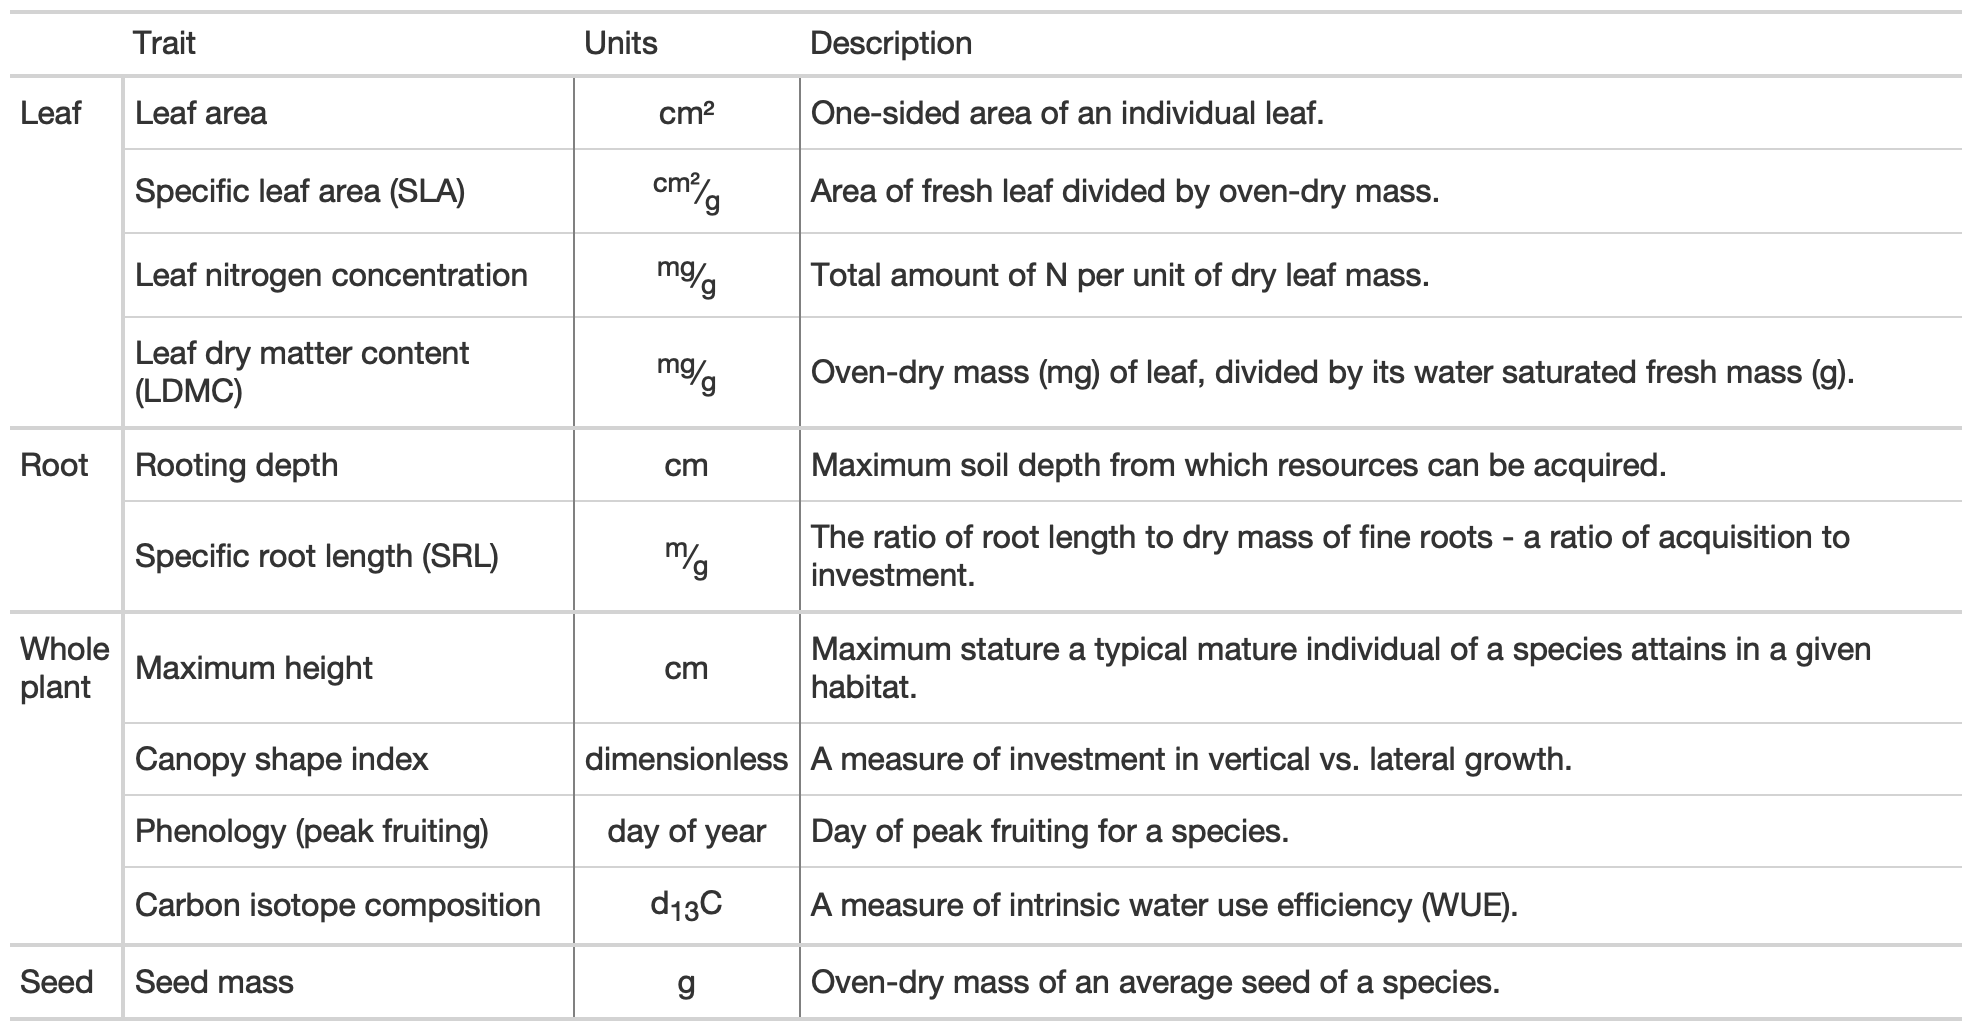 Trait Units Description
Leaf Leaf area cm² One-sided area of an individual leaf.
Specific leaf area (SLA) cm²/g Area of fresh leaf divided by oven-dry mass.
Leaf nitrogen concentration mg/g Total amount of N per unit of dry leaf mass.
Leaf dry matter content
(LDMC) mg/g Oven-dry mass (mg) of leaf, divided by its water saturated fresh mass (g).
Root Rooting depth cm Maximum soil depth from which resources can be acquired.
Specific root length (SRL) m/g The ratio of root length to dry mass of fine roots - a ratio of acquisition to
investment.
Whole
plant Maximum height cm Maximum stature a typical mature individual of a species attains in a given
habitat.
Canopy shape index dimensionless A measure of investment in vertical vs. lateral growth.
Phenology (peak fruiting) day of year Day of peak fruiting for a species.
Carbon isotope composition d₁₃C A measure of intrinsic water use efficiency (WUE).
Seed Seed mass g Oven-dry mass of an average seed of a species.